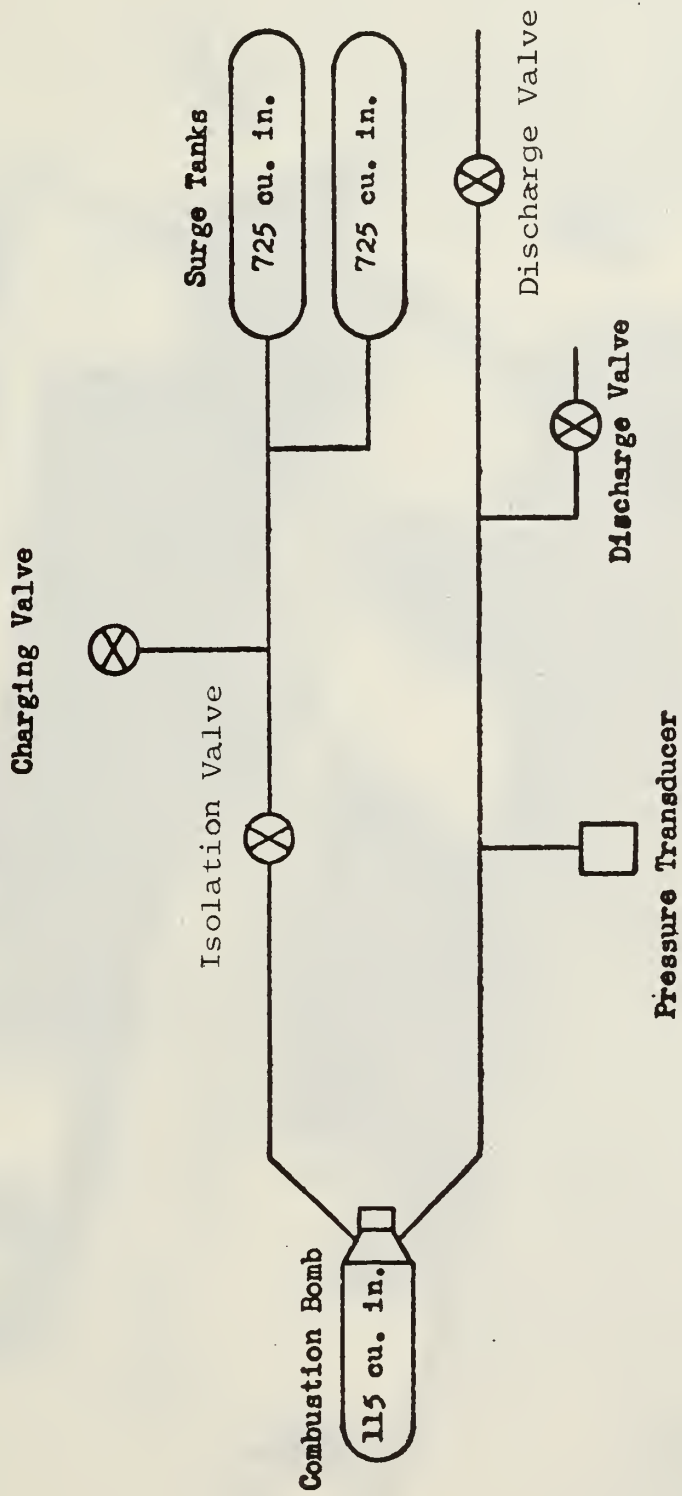 Charging Valve
Surge Tanks
725 cu. in.
725 cu. in.
Isolation Valve
Discharge Valve
Discharge Valve
Combustion Bomb
115 cu. in.
Pressure Transducer